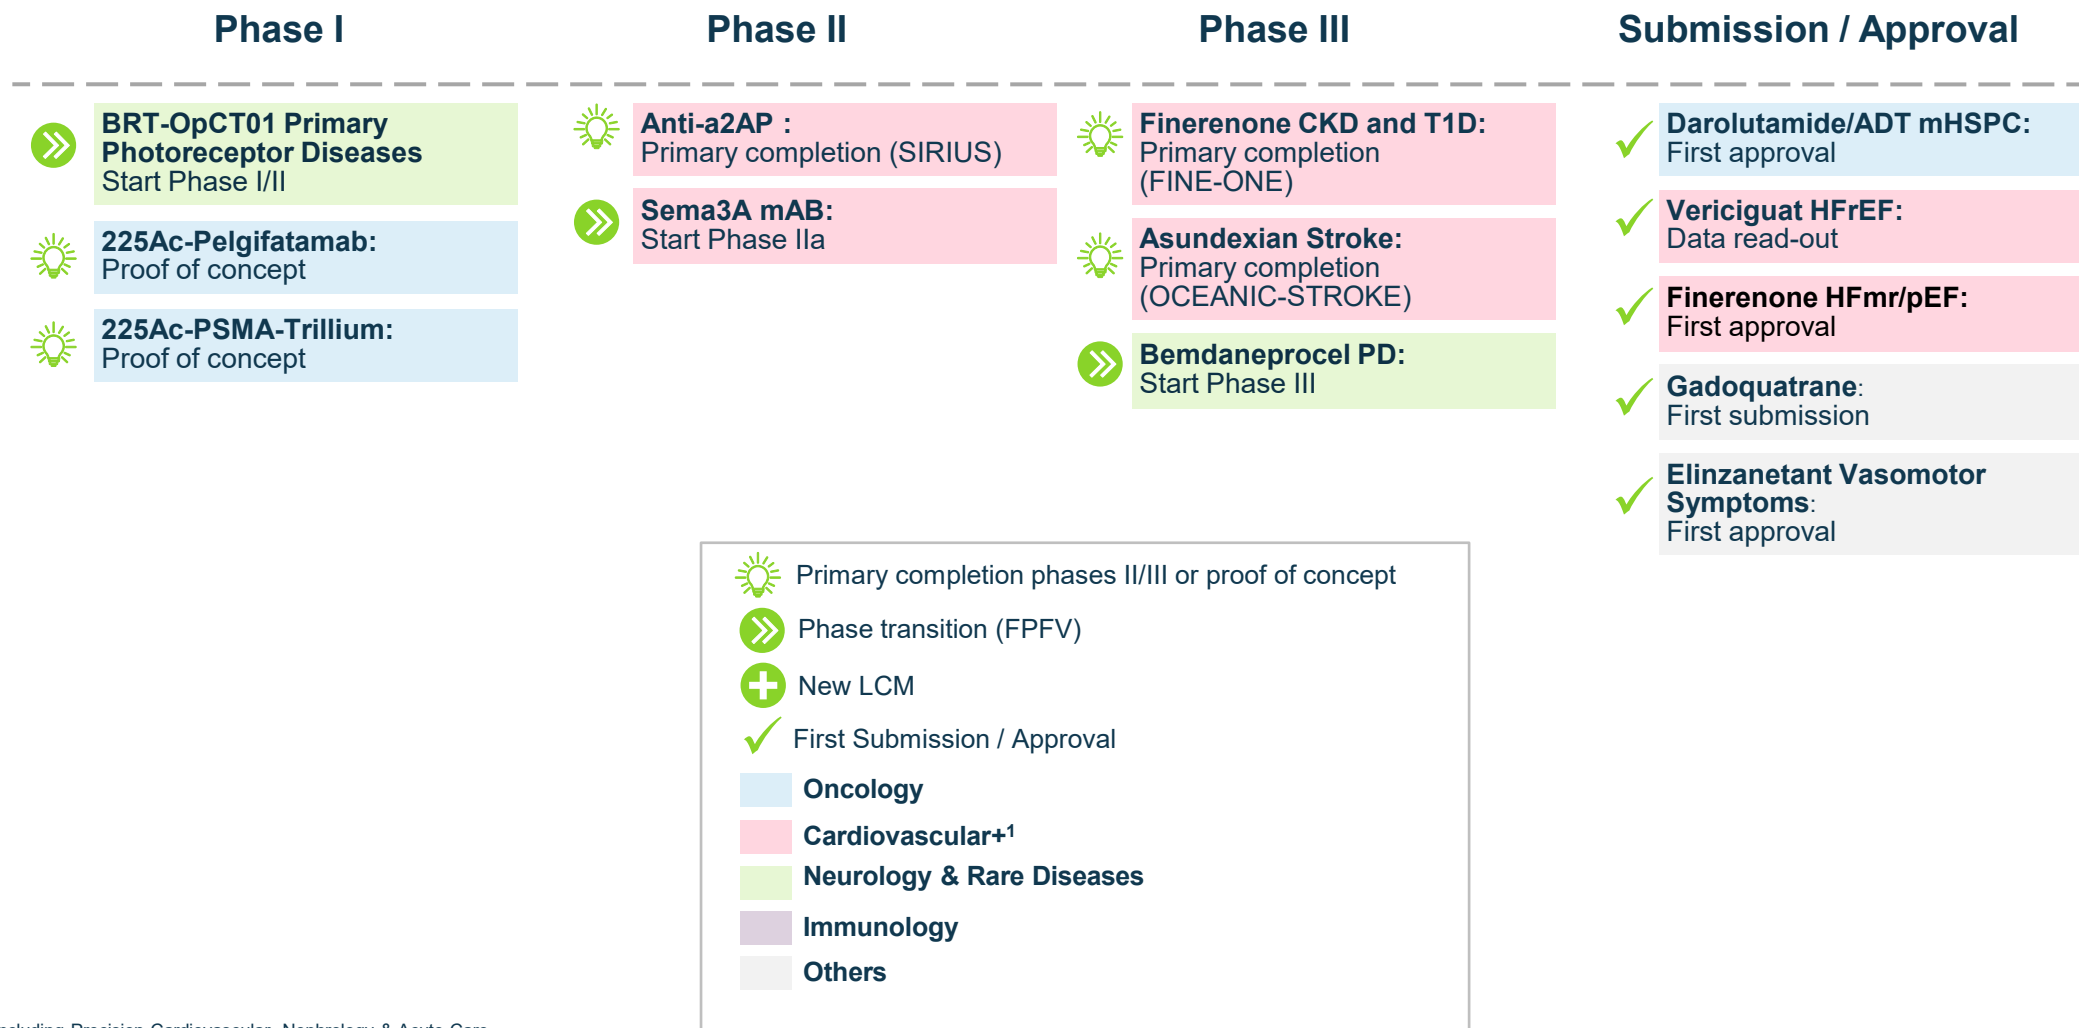 Phase I
Phase II
Phase III
Submission / Approval
BRT-OpCT01 Primary
Photoreceptor Diseases
Start Phase I/II
225Ac-Pelgifatamab:
Proof of concept
225Ac-PSMA-Trillium:
Proof of concept
Anti-a2AP :
Primary completion (SIRIUS)
Sema3A mAB:
Start Phase IIa
Finerenone CKD and T1D:
Primary completion
(FINE-ONE)
Asundexian Stroke:
Primary completion
(OCEANIC-STROKE)
Bemdaneprocel PD:
Start Phase III
Darolutamide/ADT mHSPC:
First approval
Vericiguat HFrEF:
Data read-out
Finerenone HFmr/pEF:
First approval
Gadoquatrane:
First submission
Elinzanetant Vasomotor
Symptoms:
First approval
Primary completion phases II/III or proof of concept
Phase transition (FPFV)
New LCM
First Submission / Approval
Oncology
Cardiovascular+¹
Neurology & Rare Diseases
Immunology
Others
Precision Cardiovascular, Nephrology & Acute Care